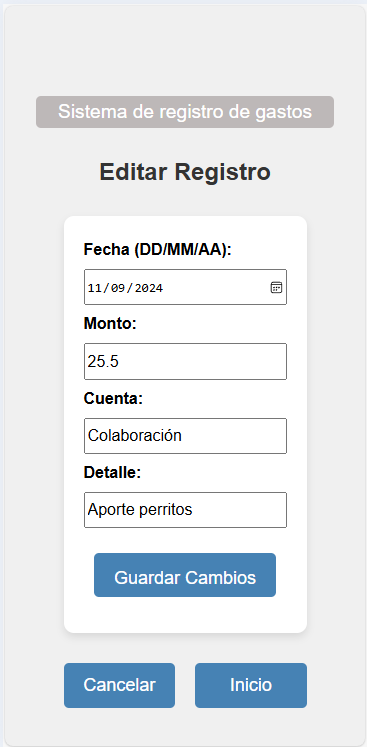 Sistema de registro de gastos
Editar Registro
Fecha (DD/MM/AA):
11/09/2024
Monto:
25.5
Cuenta:
Colaboración
Detalle:
Aporte perritos
Guardar Cambios
Cancelar Inicio